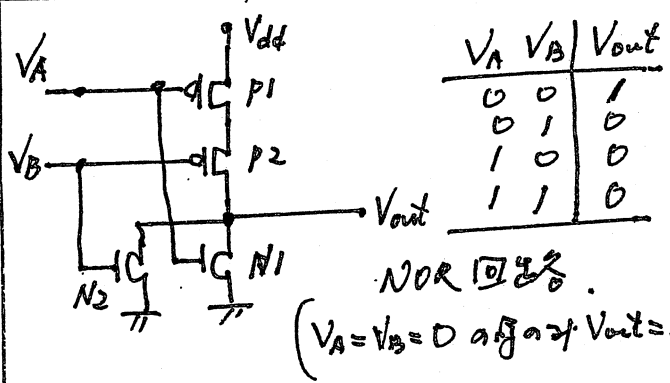 Vdd
VA
P1
VB
P2
Vout
N2
N1
VA VB Vout
0 0 1
0 1 0
1 0 0
1 1 0
NOR 回路.
(VA=VB=0 の時のみ Vout=